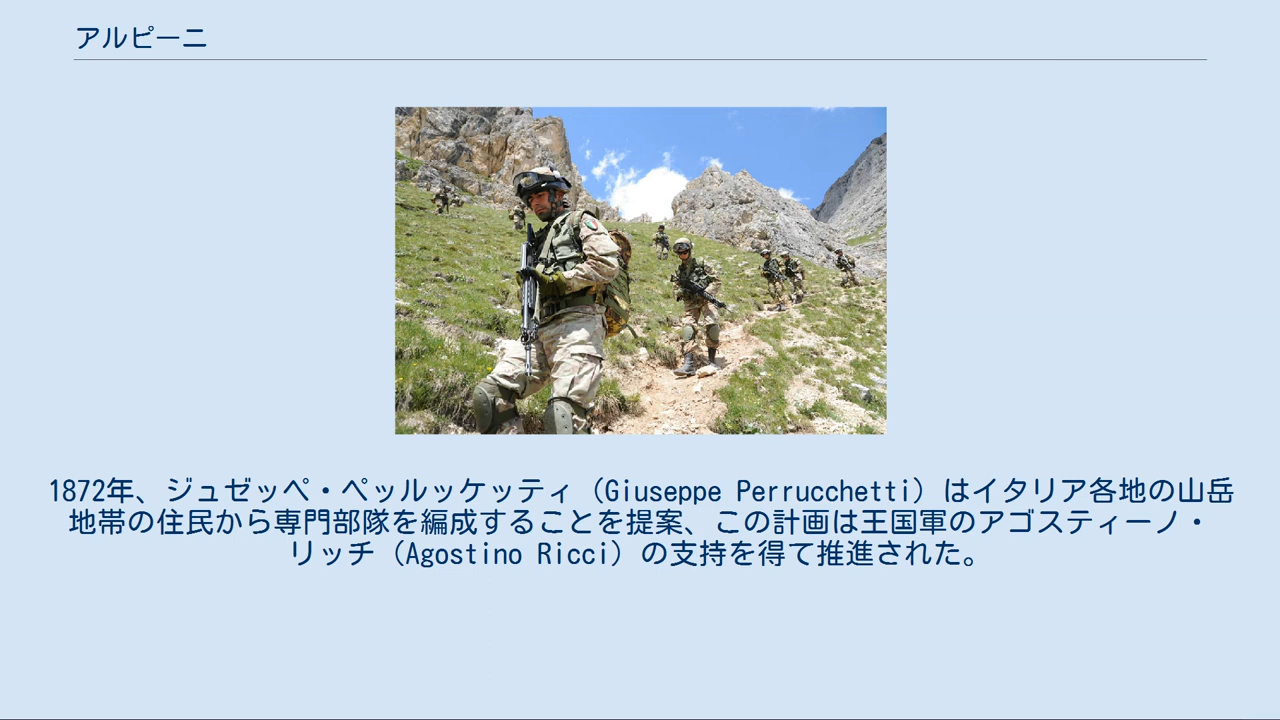 アルピーニ
1872年、ジュゼッペ・ペッルッケッティ（Giuseppe Perrucchetti）はイタリア各地の山岳
地帯の住民から専門部隊を編成することを提案、この計画は王国軍のアゴスティーノ・
リッチ（Agostino Ricci）の支持を得て推進された。